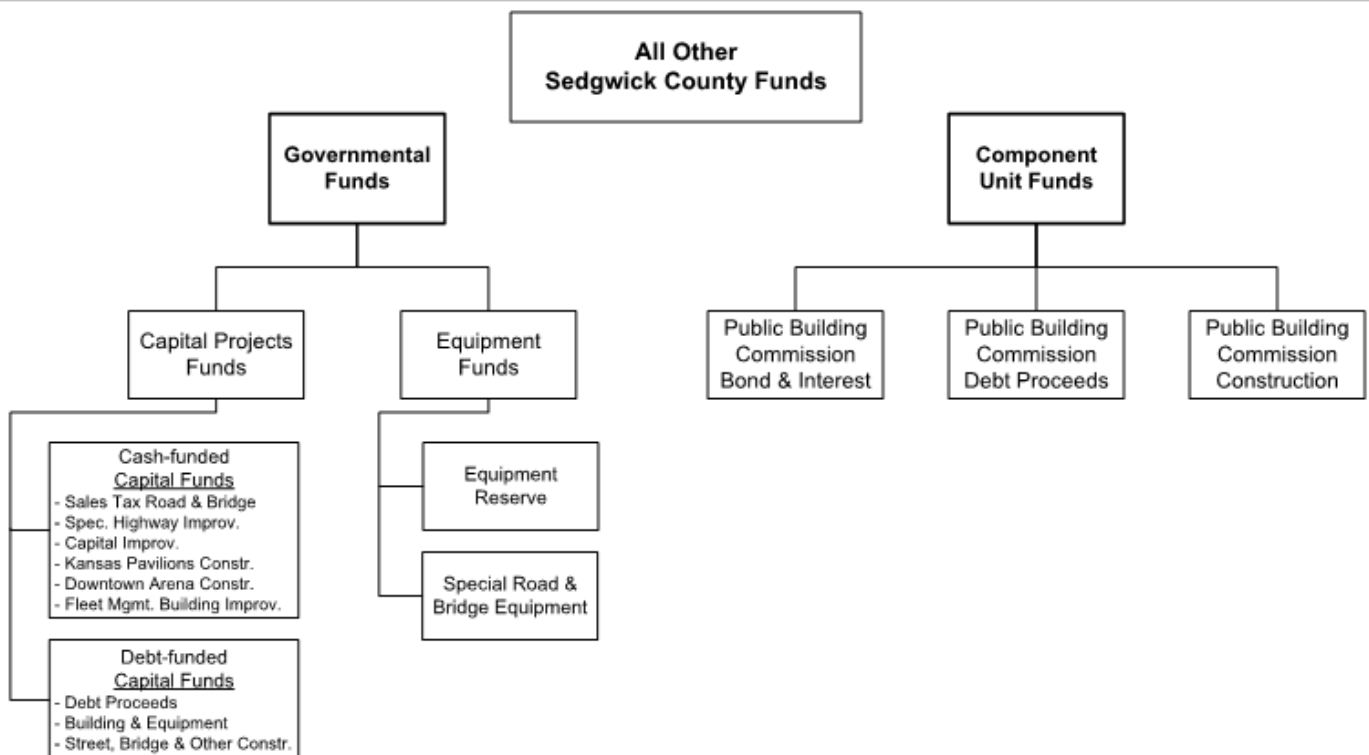 All Other
Sedgwick County Funds
Governmental
Funds
Component
Unit Funds
Capital Projects
Funds
Equipment
Funds
Public Building
Commission
Bond & Interest
Public Building
Commission
Debt Proceeds
Public Building
Commission
Construction
Cash-funded
Capital Funds
- Sales Tax Road & Bridge
- Spec. Highway Improv.
- Capital Improv.
- Kansas Pavilions Constr.
- Downtown Arena Constr.
- Fleet Mgmt. Building Improv.
Equipment
Reserve
Special Road &
Bridge Equipment
Debt-funded
Capital Funds
- Debt Proceeds
- Building & Equipment
- Street, Bridge & Other Constr.